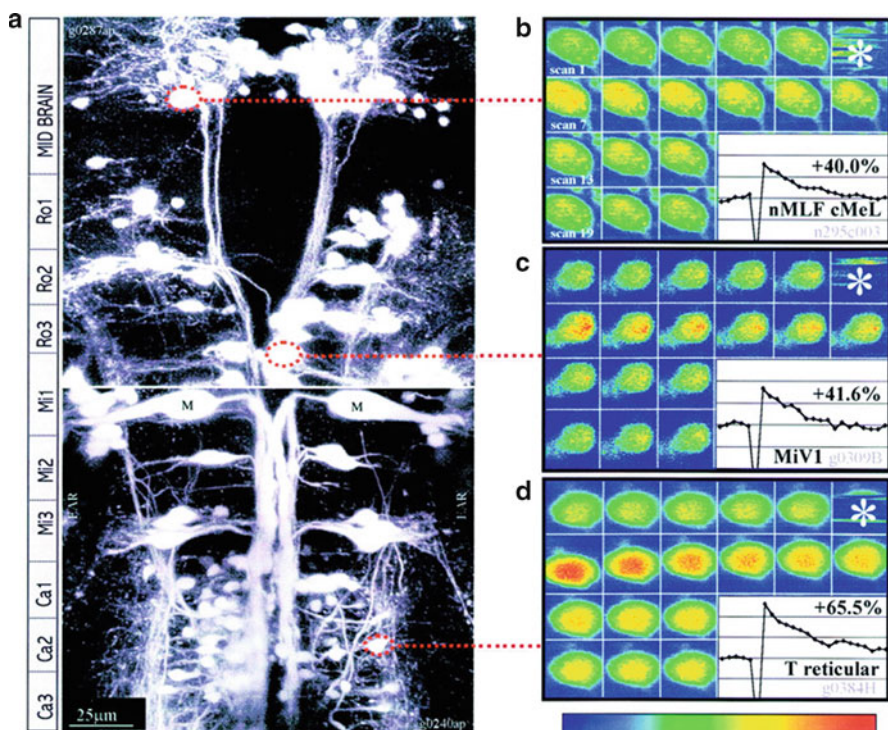 a
g0287ap
MID BRAIN
Ro1
Ro2
Ro3
Mi1
Mi2
Mi3
Ca1
Ca2
Ca3
M
M
EAR
EAR
25μm
g0240ap
b
scan 1
*
scan 7
scan 13
scan 19
+40.0%
nMLF cMeL
n295c003
c
*
+41.6%
MiV1 g0309B
d
*
+65.5%
T reticular
g0384H